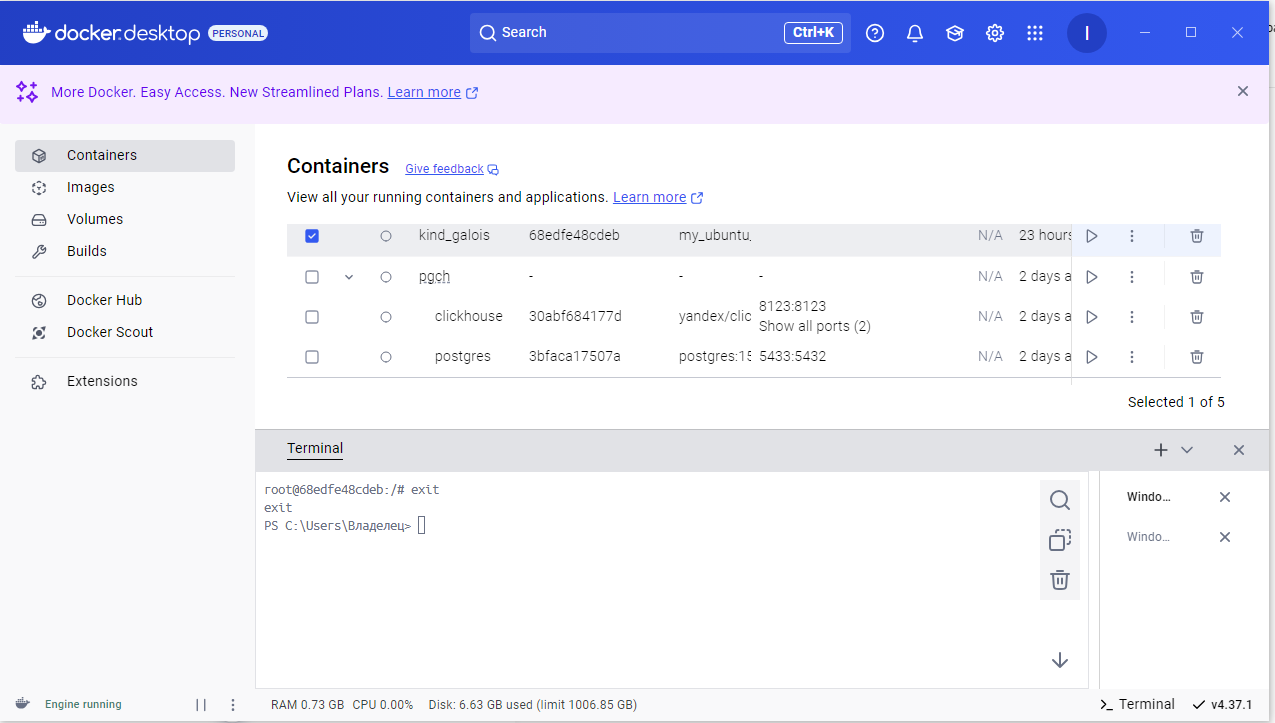 docker.desktop PERSONAL Search Ctrl+K I
More Docker. Easy Access. New Streamlined Plans. Learn more
Containers
Images
Volumes
Builds
Docker Hub
Docker Scout
Extensions
Containers Give feedback
View all your running containers and applications. Learn more
kind_galois 68edfe48cdeb my_ubuntu_ N/A 23 hours
pgch - - - N/A 2 days a
clickhouse 30abf684177d yandex/clic 8123:8123 N/A 2 days a
Show all ports (2)
postgres 3bfaca17507a postgres:15 5433:5432 N/A 2 days a
Selected 1 of 5
Terminal
root@68edfe48cdeb:/# exit
exit
PS C:\Users\Владелец>
Windo...
Windo...
Engine running RAM 0.73 GB CPU 0.00% Disk: 6.63 GB used (limit 1006.85 GB) Terminal v4.37.1